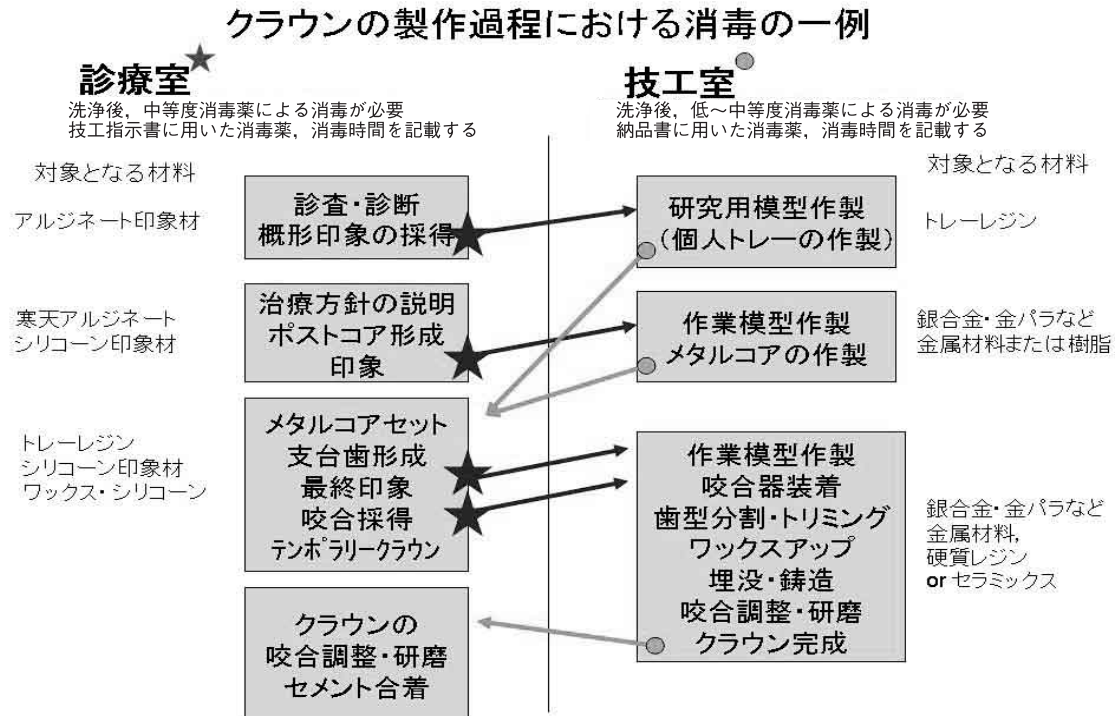 クラウンの製作過程における消毒の一例
診療室
洗浄後，中等度消毒薬による消毒が必要
技工指示書に用いた消毒薬，消毒時間を記載する
対象となる材料
アルジネート印象材
診査・診断
概形印象の採得
寒天アルジネート
シリコーン印象材
治療方針の説明
ポストコア形成
印象
トレーレジン
シリコーン印象材
ワックス・シリコーン
メタルコアセット
支台歯形成
最終印象
咬合採得
テンポラリークラウン
クラウンの
咬合調整・研磨
セメント合着
技工室
洗浄後，低～中等度消毒薬による消毒が必要
納品書に用いた消毒薬，消毒時間を記載する
対象となる材料
研究用模型作製
（個人トレーの作製）
トレーレジン
作業模型作製
メタルコアの作製
銀合金・金パラなど
金属材料または樹脂
作業模型作製
咬合器装着
歯型分割・トリミング
ワックスアップ
埋没・鋳造
咬合調整・研磨
クラウン完成
銀合金・金パラなど
金属材料，
硬質レジン
or セラミックス